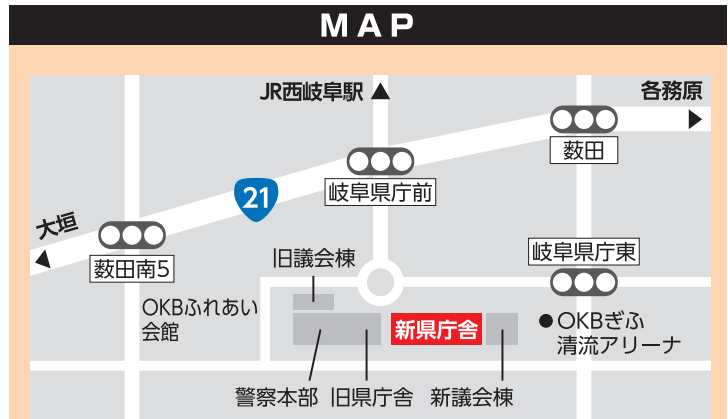 MAP
JR西岐阜駅
各務原
薮田
岐阜県庁前
21
大垣
薮田南5
旧議会棟
岐阜県庁東
OKBふれあい
会館
新県庁舎
OKBぎふ
清流アリーナ
警察本部
旧県庁舎
新議会棟